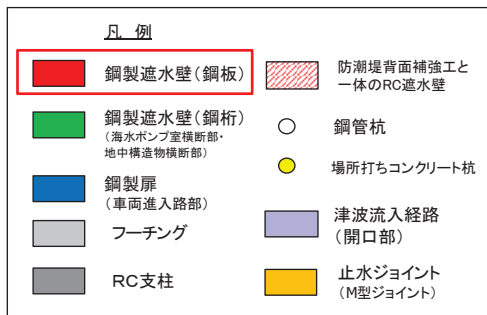 凡 例
鋼製遮水壁(鋼板)
鋼製遮水壁(鋼桁)
(海水ポンプ室横断部・
地中構造物横断部)
鋼製扉
(車両進入路部)
フーチング
RC支柱
防潮堤背面補強工と
一体のRC遮水壁
鋼管杭
場所打ちコンクリート杭
津波流入経路
(開口部)
止水ジョイント
(M型ジョイント)